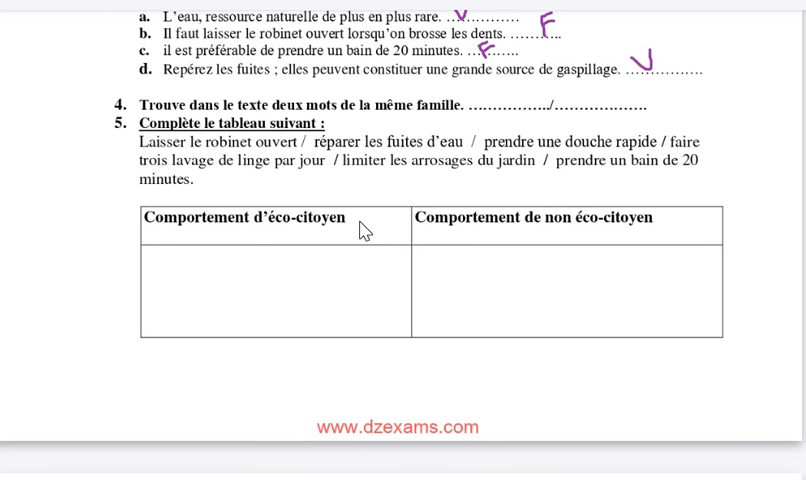 a. L'eau, ressource naturelle de plus en plus rare. ..V............
b. Il faut laisser le robinet ouvert lorsqu'on brosse les dents. ............. F
c. il est préférable de prendre un bain de 20 minutes. ...F.......
d. Repérez les fuites ; elles peuvent constituer une grande source de gaspillage. ................... V
4. Trouve dans le texte deux mots de la même famille. ................../.....................
5. Complète le tableau suivant :
Laisser le robinet ouvert / réparer les fuites d'eau / prendre une douche rapide / faire
trois lavage de linge par jour / limiter les arrosages du jardin / prendre un bain de 20
minutes.
Comportement d'éco-citoyen Comportement de non éco-citoyen
www.dzexams.com